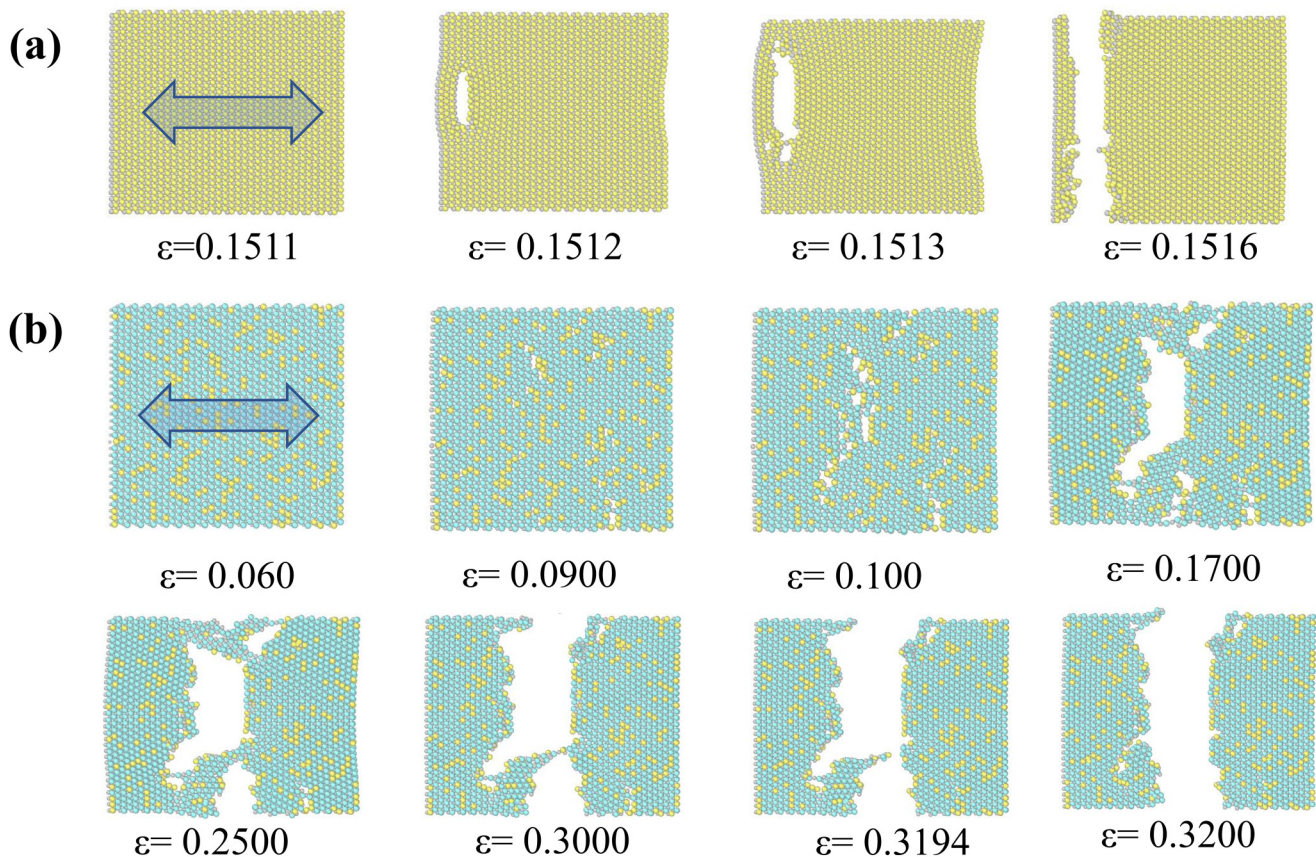 (a)
ε=0.1511 ε=0.1512 ε=0.1513 ε=0.1516
(b)
ε= 0.060 ε= 0.0900 ε= 0.100 ε= 0.1700
ε= 0.2500 ε= 0.3000 ε= 0.3194 ε= 0.3200